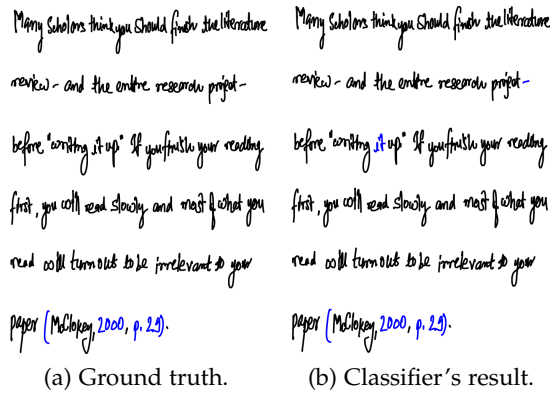 Many Scholars think you Should finish the literature
review - and the entire research project -
before "writing it up" If you finish your reading
first, you will read slowly and most of what you
read will turn out to be irrelevant to your
paper (McClokey, 2000, p. 29).
(a) Ground truth.
Many Scholars think you Should finish the literature
review - and the entire research project -
before "writing it up" If you finish your reading
first, you will read slowly and most of what you
read will turn out to be irrelevant to your
paper (McClokey, 2000, p. 29).
(b) Classifier's result.